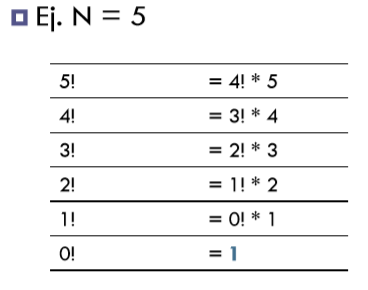 Ej. N = 5
5! = 4! * 5
4! = 3! * 4
3! = 2! * 3
2! = 1! * 2
1! = 0! * 1
0! = 1